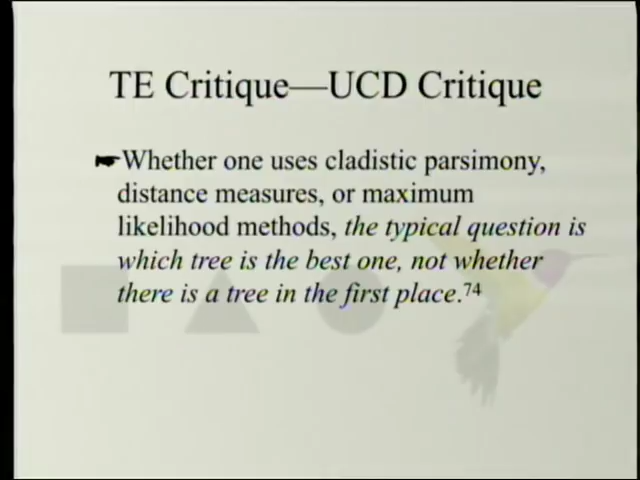 TE Critique—UCD Critique
☛Whether one uses cladistic parsimony,
distance measures, or maximum
likelihood methods, the typical question is
which tree is the best one, not whether
there is a tree in the first place.74